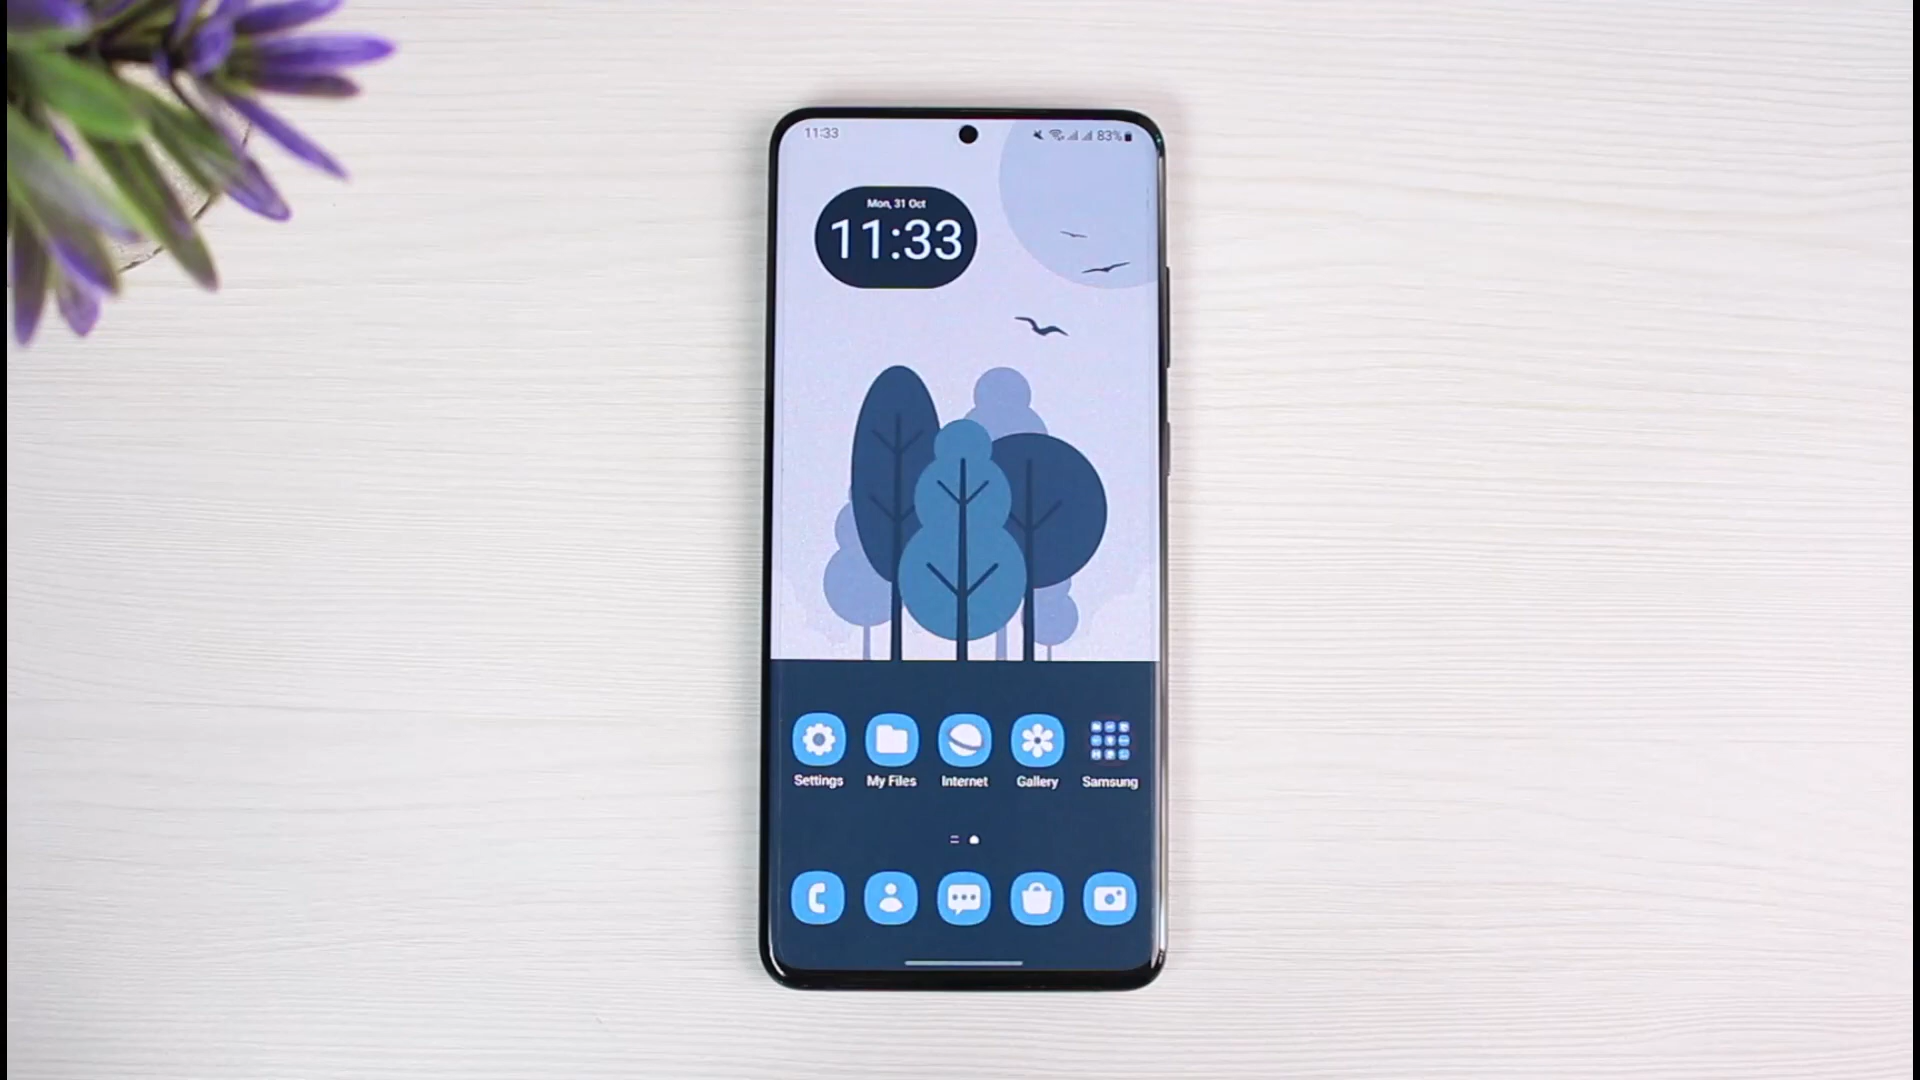 11:33
83%
Mon, 31 Oct
11:33
Settings My Files Internet Gallery Samsung